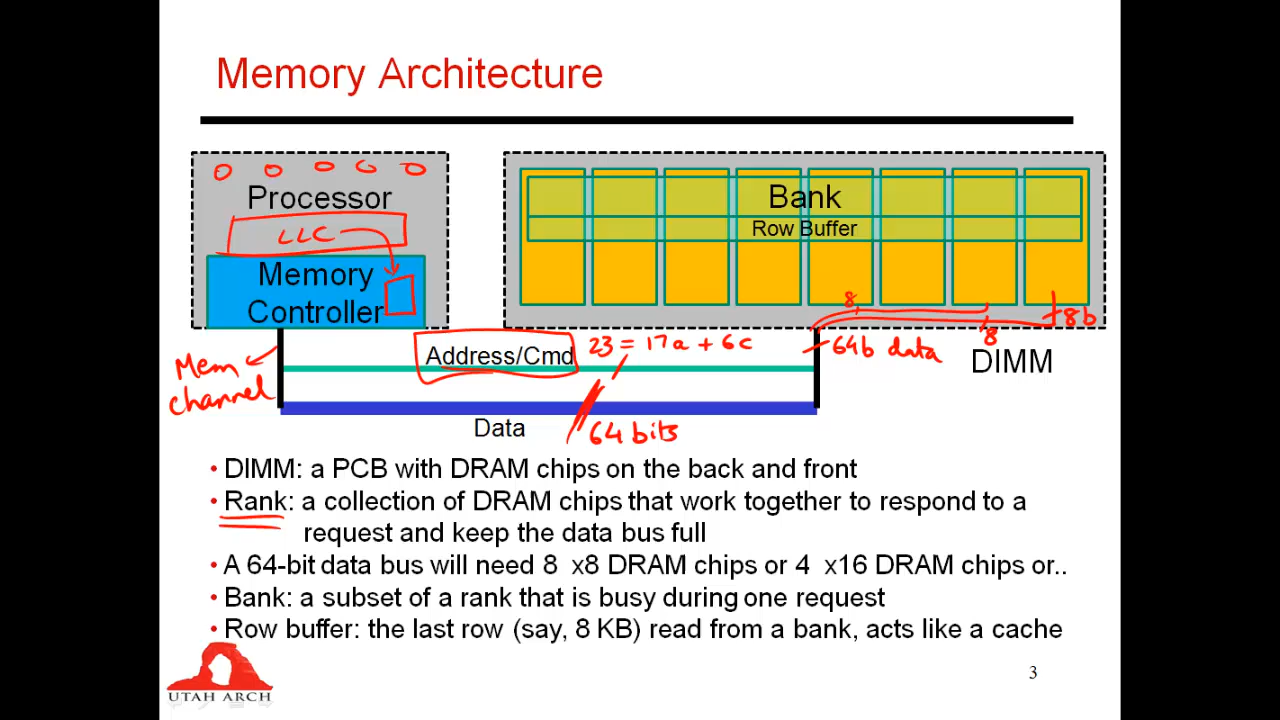 Memory Architecture
Processor
LLC
Memory
Controller
Bank
Row Buffer
8
8b
8
Address/Cmd
23 = 17a + 6c
64b data
DIMM
Mem
channel
Data
64 bits
• DIMM: a PCB with DRAM chips on the back and front
• Rank: a collection of DRAM chips that work together to respond to a
request and keep the data bus full
• A 64-bit data bus will need 8 x8 DRAM chips or 4 x16 DRAM chips or..
• Bank: a subset of a rank that is busy during one request
• Row buffer: the last row (say, 8 KB) read from a bank, acts like a cache
UTAH ARCH
3